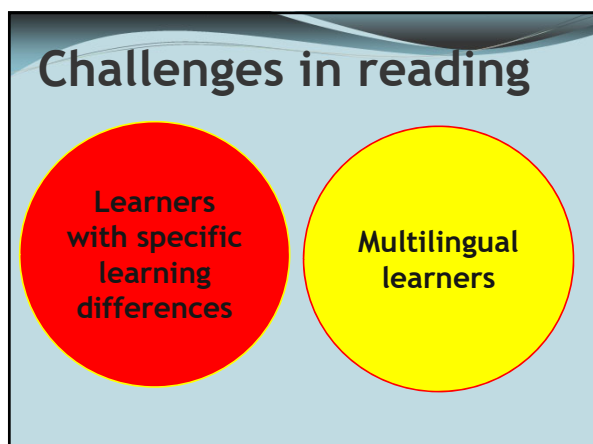 Challenges in reading
Learners
with specific
learning
differences
Multilingual
learners